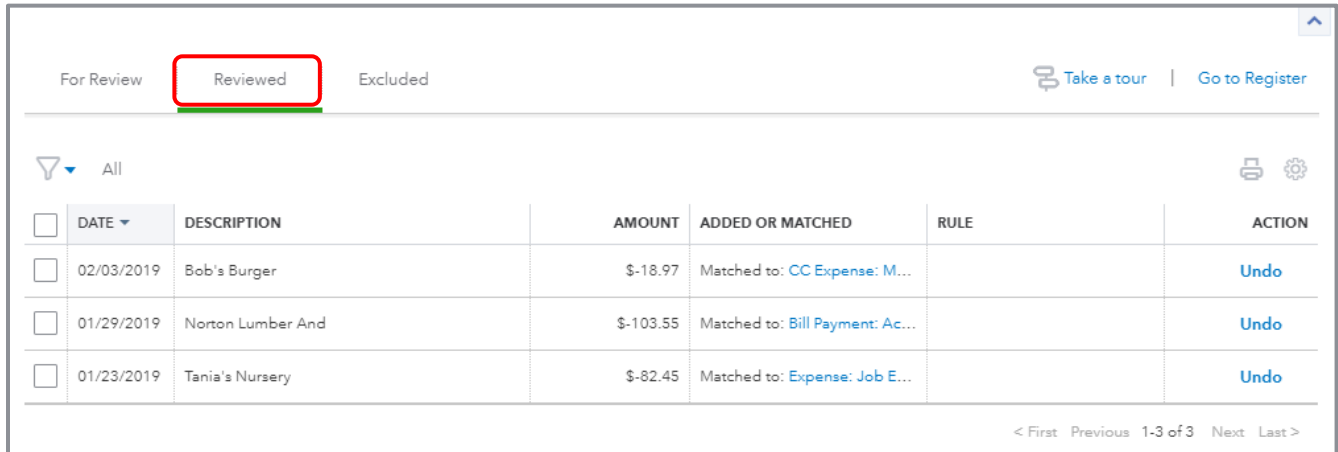 For Review Reviewed Excluded Take a tour | Go to Register
All
DATE DESCRIPTION AMOUNT ADDED OR MATCHED RULE ACTION
02/03/2019 Bob's Burger $-18.97 Matched to: CC Expense: M... Undo
01/29/2019 Norton Lumber And $-103.55 Matched to: Bill Payment: Ac... Undo
01/23/2019 Tania's Nursery $-82.45 Matched to: Expense: Job E... Undo
< First Previous 1-3 of 3 Next Last >